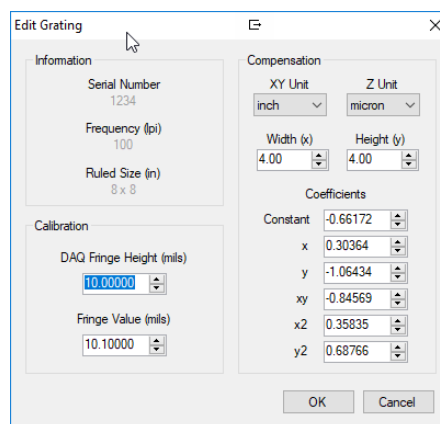 Edit Grating
Information
Serial Number
1234
Frequency (lpi)
100
Ruled Size (in)
8 x 8
Calibration
DAQ Fringe Height (mils)
10.00000
Fringe Value (mils)
10.10000
Compensation
XY Unit Z Unit
inch micron
Width (x) Height (y)
4.00 4.00
Coefficients
Constant -0.66172
x 0.30364
y -1.06434
xy -0.84569
x2 0.35835
y2 0.68766
OK Cancel